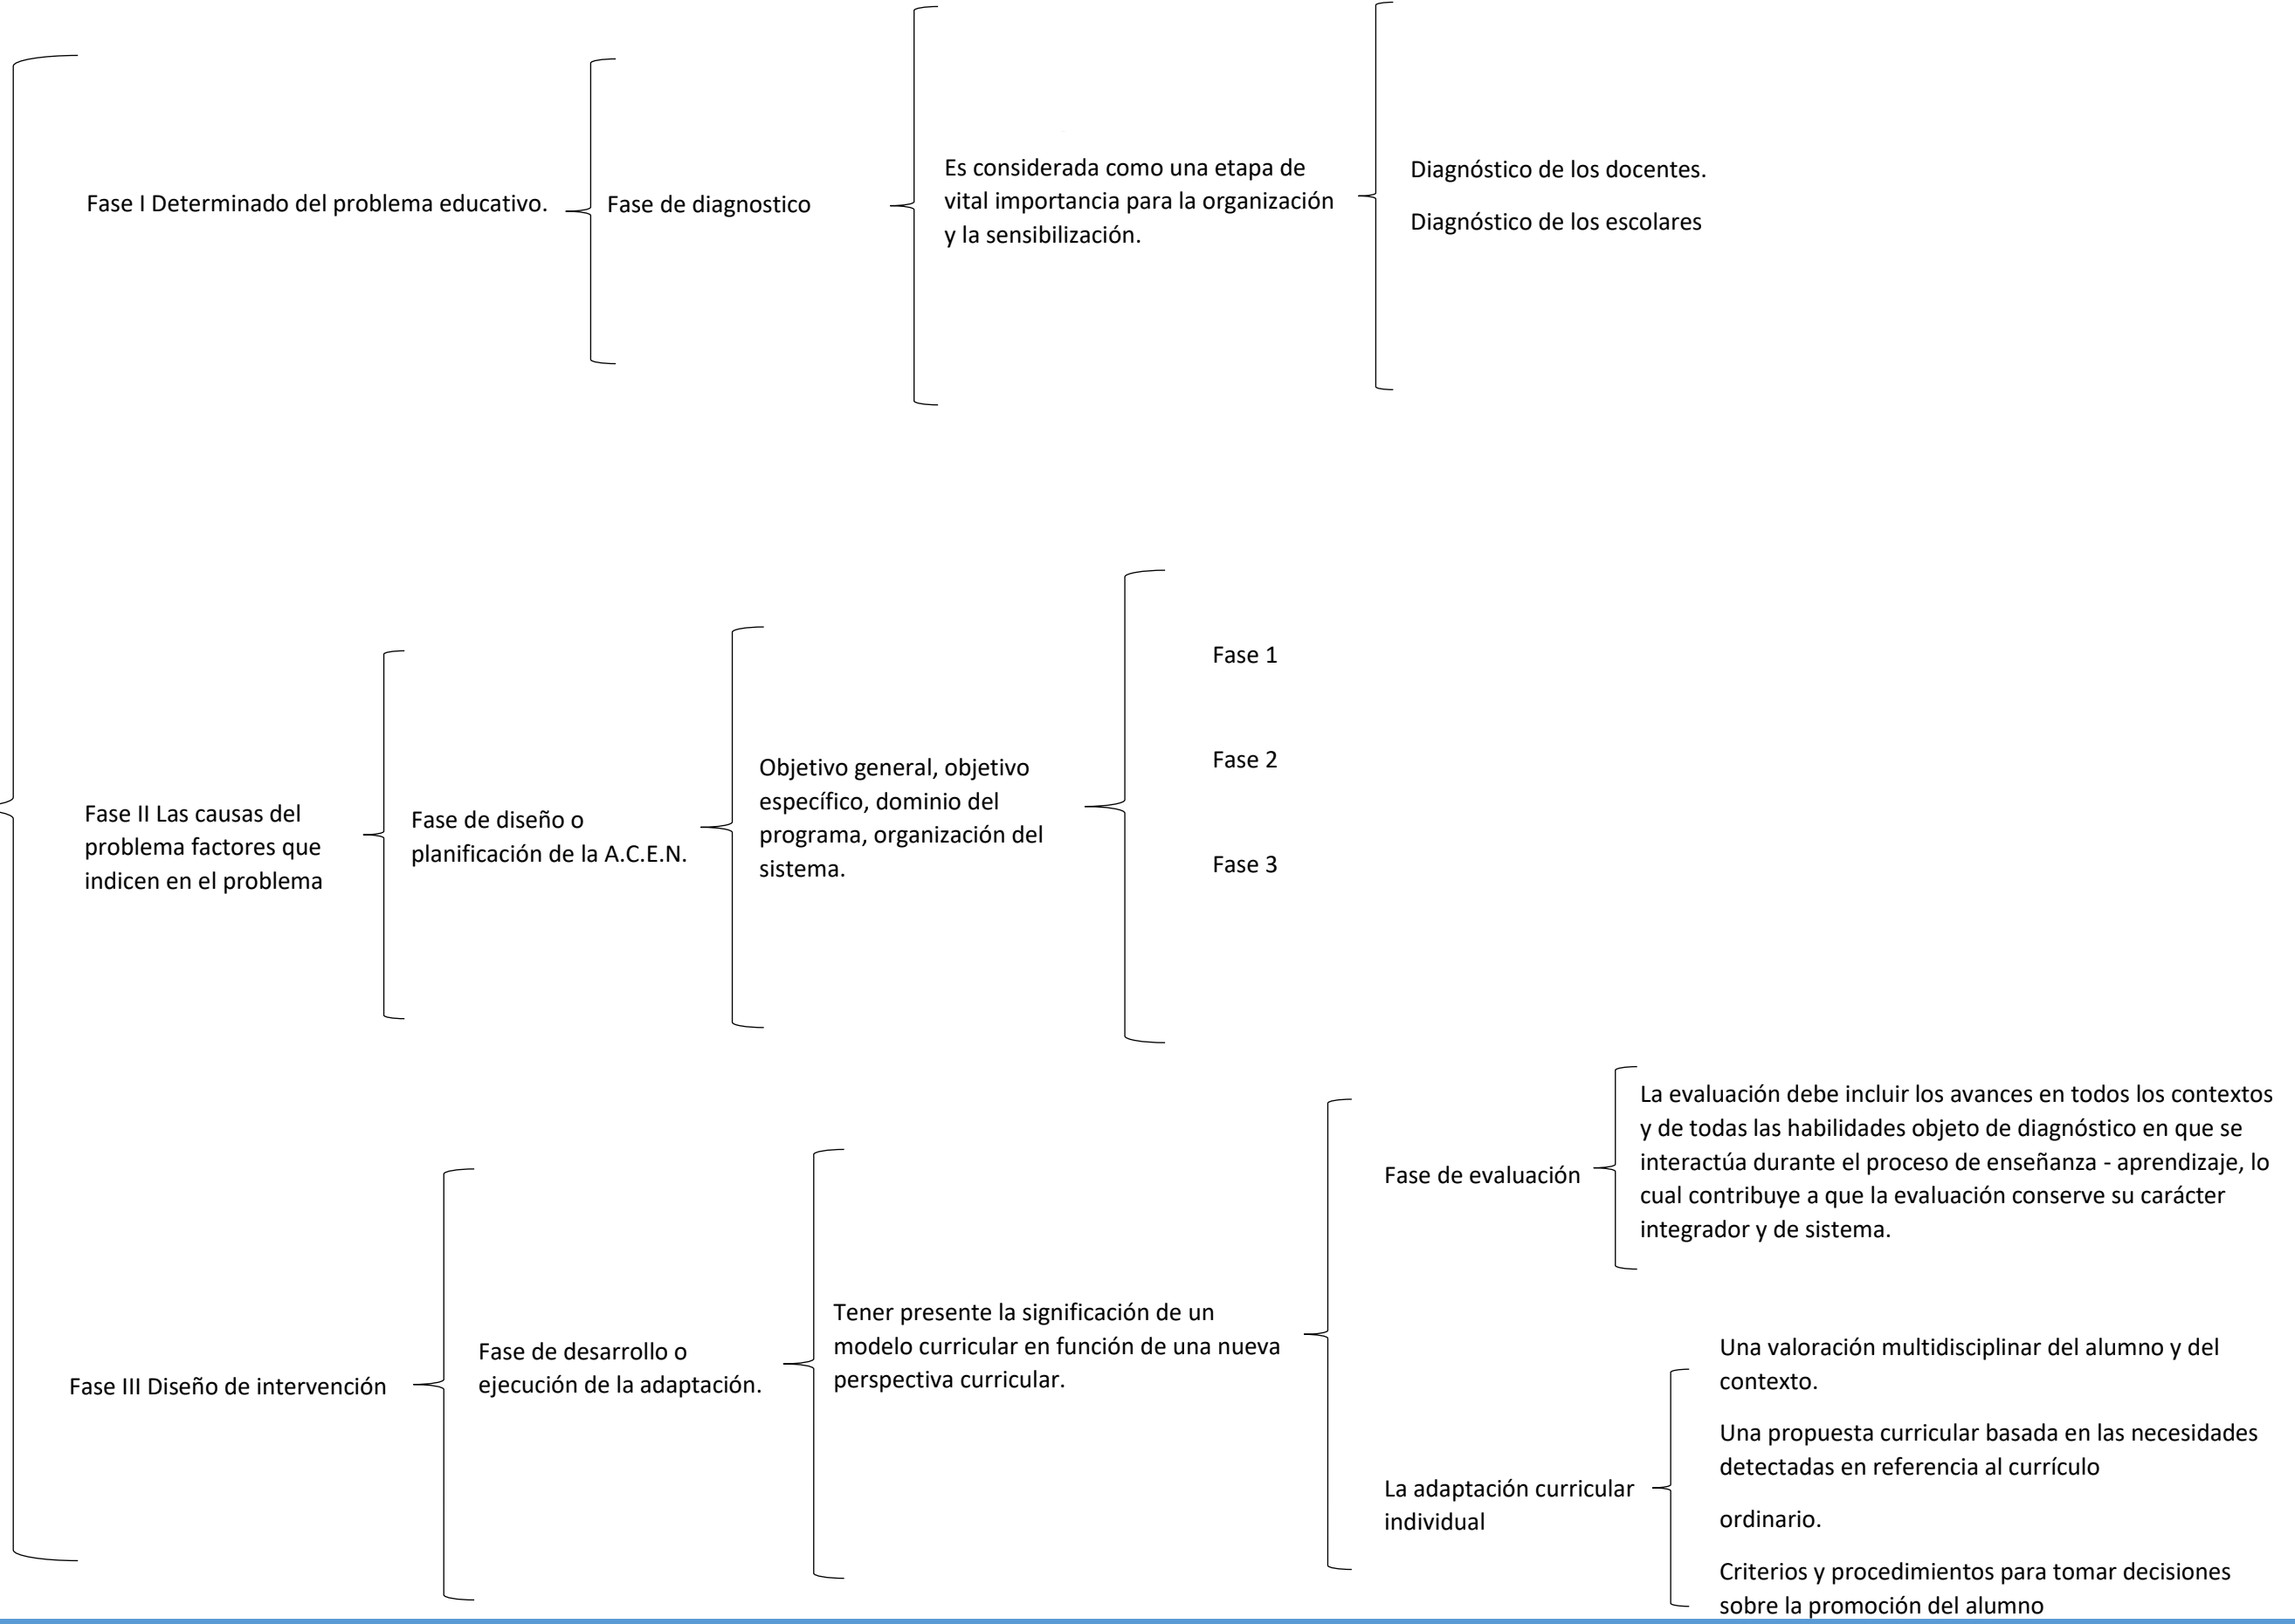 Fase I Determinado del problema educativo.
Fase de diagnostico
Es considerada como una etapa de
vital importancia para la organización
y la sensibilización.
Diagnóstico de los docentes.
Diagnóstico de los escolares
Fase II Las causas del
problema factores que
indicen en el problema
Fase de diseño o
planificación de la A.C.E.N.
Objetivo general, objetivo
específico, dominio del
programa, organización del
sistema.
Fase 1
Fase 2
Fase 3
Fase III Diseño de intervención
Fase de desarrollo o
ejecución de la adaptación.
Tener presente la significación de un
modelo curricular en función de una nueva
perspectiva curricular.
Fase de evaluación
La evaluación debe incluir los avances en todos los contextos
y de todas las habilidades objeto de diagnóstico en que se
interactúa durante el proceso de enseñanza - aprendizaje, lo
cual contribuye a que la evaluación conserve su carácter
integrador y de sistema.
La adaptación curricular
individual
Una valoración multidisciplinar del alumno y del
contexto.
Una propuesta curricular basada en las necesidades
detectadas en referencia al currículo
ordinario.
Criterios y procedimientos para tomar decisiones
sobre la promoción del alumno